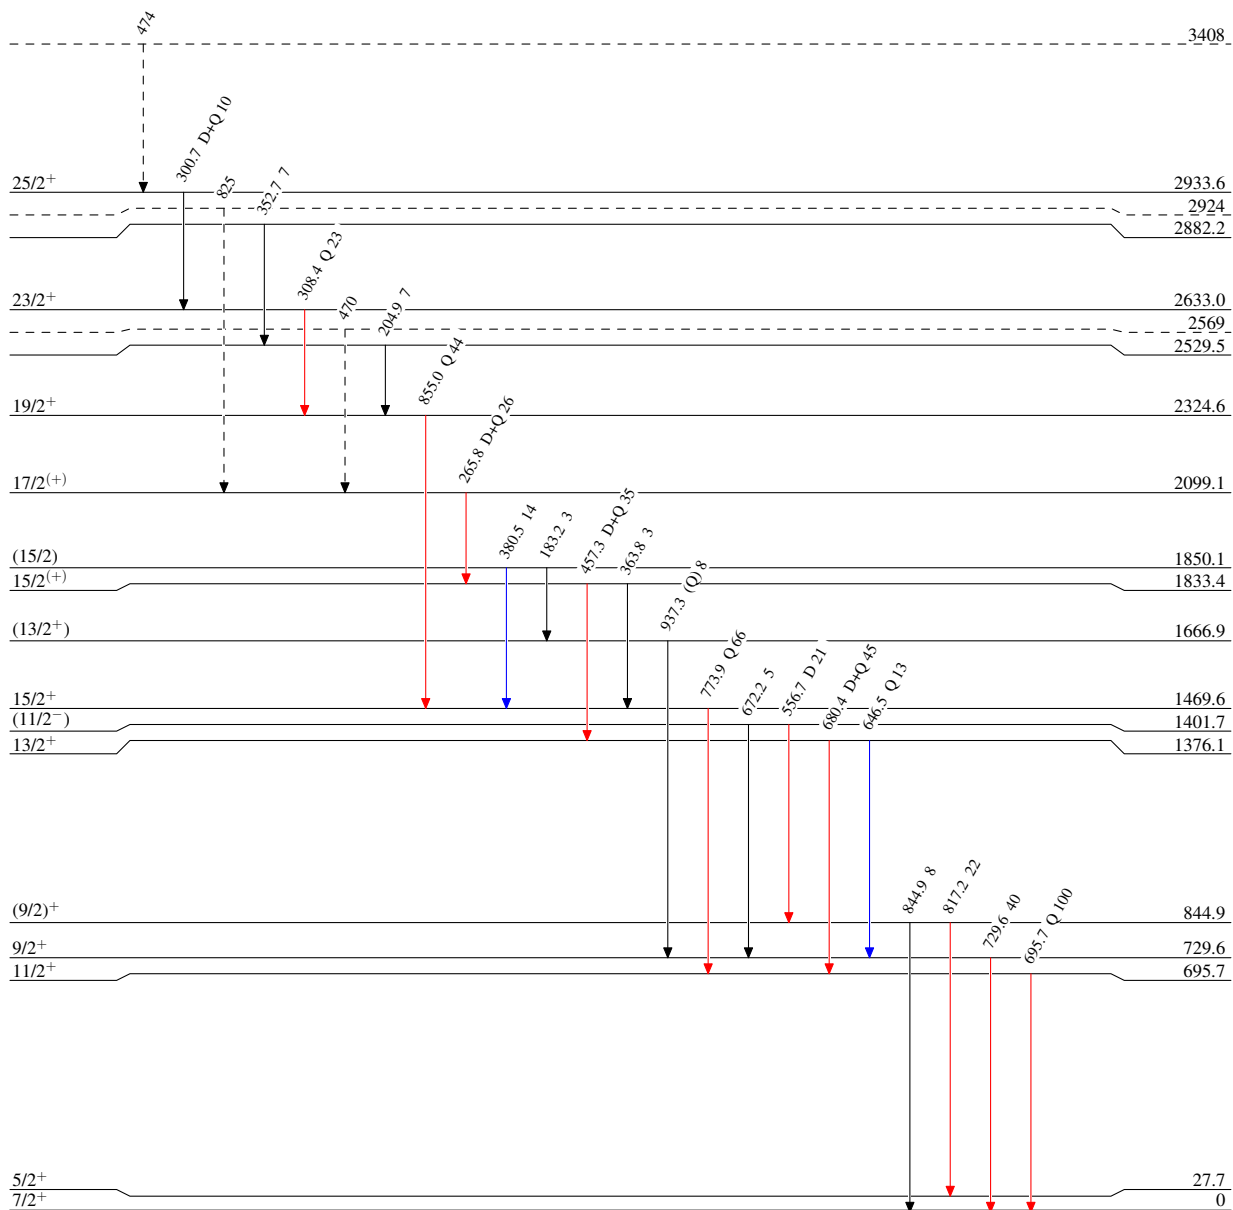 474
3408
300.7 D+Q 10
25/2+ 2933.6
825
2924
352.7 7
2882.2
308.4 Q 23
23/2+ 2633.0
470
2569
204.9 7
2529.5
855.0 Q 44
19/2+ 2324.6
265.8 D+Q 26
17/2(+) 2099.1
380.5 14
183.2 3
457.3 D+Q 35
363.8 3
(15/2) 1850.1
15/2(+) 1833.4
937.3 (Q) 8
(13/2+) 1666.9
773.9 Q 66
672.2 5
556.7 D 21
680.4 D+Q 45
646.5 Q 13
15/2+ 1469.6
(11/2−) 1401.7
13/2+ 1376.1
844.9 8
817.2 22
729.6 40
695.7 Q 100
(9/2)+ 844.9
9/2+ 729.6
11/2+ 695.7
5/2+ 27.7
7/2+ 0